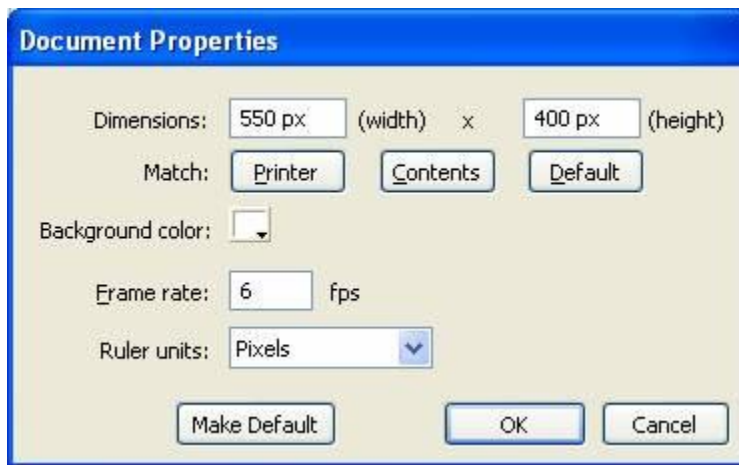 Document Properties
Dimensions: 550 px (width) x 400 px (height)
Match: Printer Contents Default
Background color:
Frame rate: 6 fps
Ruler units: Pixels
Make Default OK Cancel